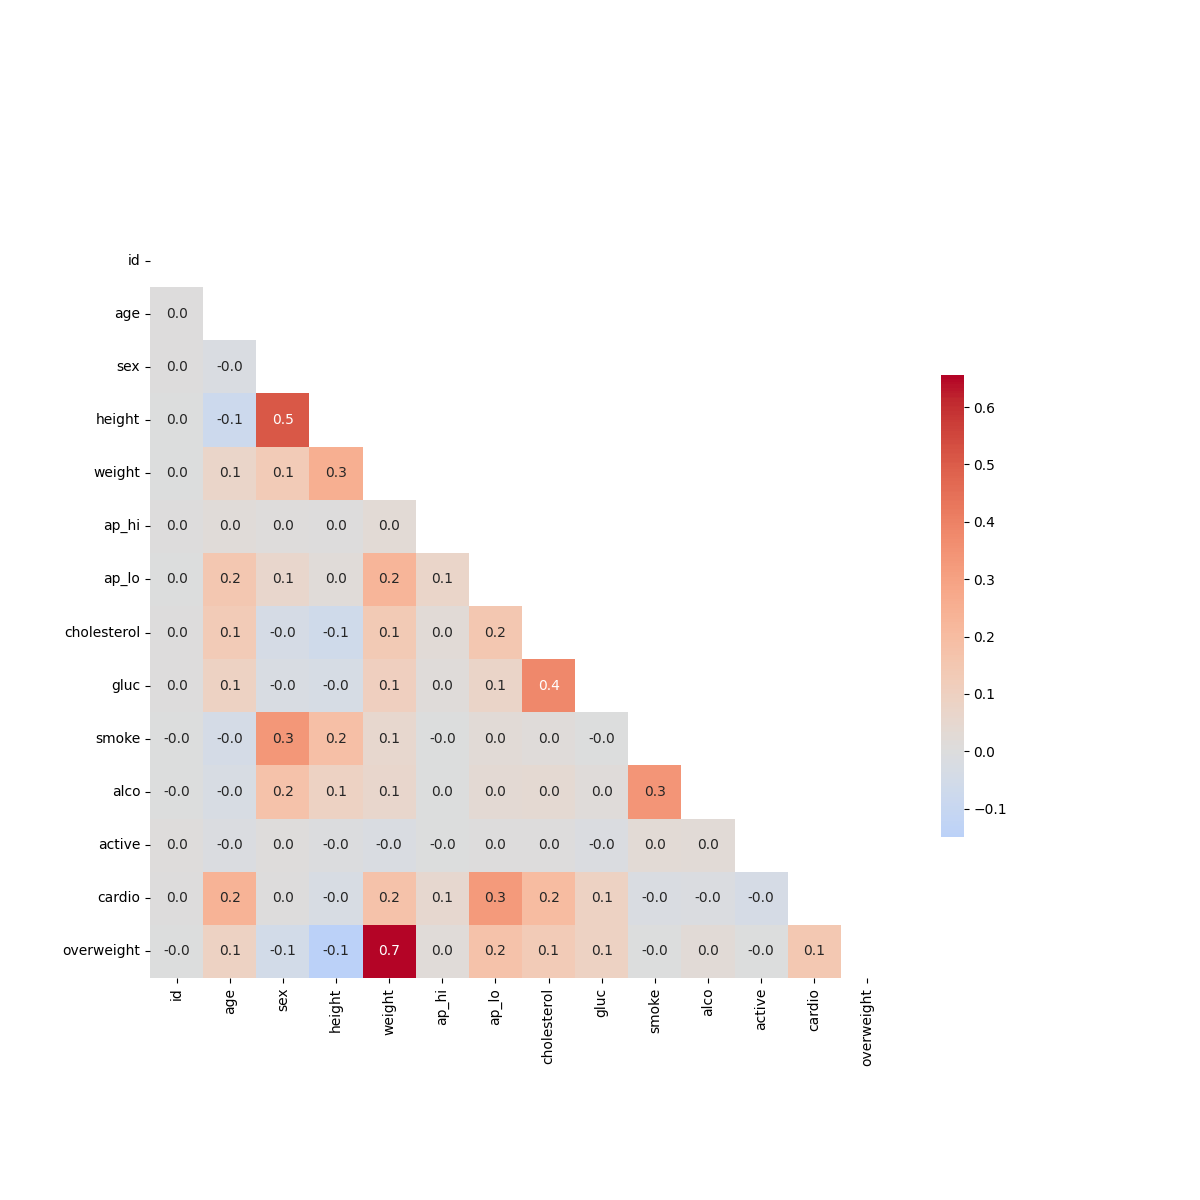 id
age 0.0
sex 0.0 -0.0
height 0.0 -0.1 0.5
weight 0.0 0.1 0.1 0.3
ap_hi 0.0 0.0 0.0 0.0 0.0
ap_lo 0.0 0.2 0.1 0.0 0.2 0.1
cholesterol 0.0 0.1 -0.0 -0.1 0.1 0.0 0.2
gluc 0.0 0.1 -0.0 -0.0 0.1 0.0 0.1 0.4
smoke -0.0 -0.0 0.3 0.2 0.1 -0.0 0.0 0.0 -0.0
alco -0.0 -0.0 0.2 0.1 0.1 0.0 0.0 0.0 0.0 0.3
active 0.0 -0.0 0.0 -0.0 -0.0 -0.0 0.0 0.0 -0.0 0.0 0.0
cardio 0.0 0.2 0.0 -0.0 0.2 0.1 0.3 0.2 0.1 -0.0 -0.0 -0.0
overweight -0.0 0.1 -0.1 -0.1 0.7 0.0 0.2 0.1 0.1 -0.0 0.0 -0.0 0.1
id age sex height weight ap_hi ap_lo cholesterol gluc smoke alco active cardio overweight
0.6
0.5
0.4
0.3
0.2
0.1
0.0
−0.1